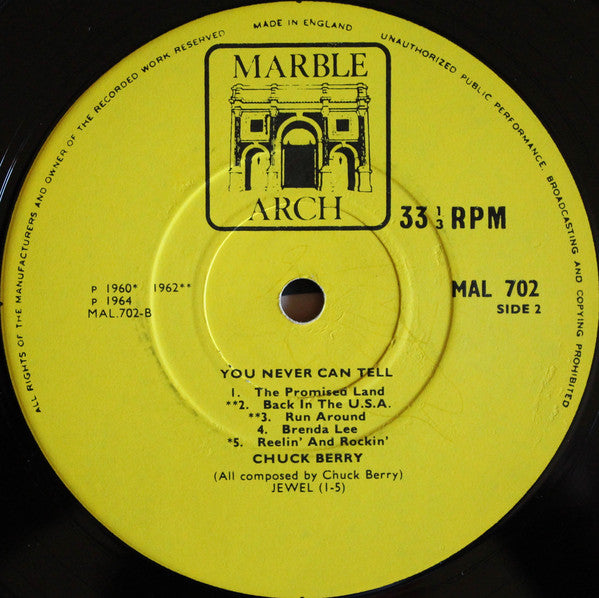 ALL RIGHTS OF THE MANUFACTURERS AND OWNER OF THE RECORDED WORK RESERVED
MADE IN ENGLAND
UNAUTHORIZED PUBLIC PERFORMANCE, BROADCASTING AND COPYING PROHIBITED
MARBLE
ARCH
33 1/3 RPM
P 1960* 1962**
P 1964
MAL.702-B
MAL 702
SIDE 2
YOU NEVER CAN TELL
1. The Promised Land
**2. Back In The U.S.A.
**3. Run Around
4. Brenda Lee
*5. Reelin' And Rockin'
CHUCK BERRY
(All composed by Chuck Berry)
JEWEL (1-5)